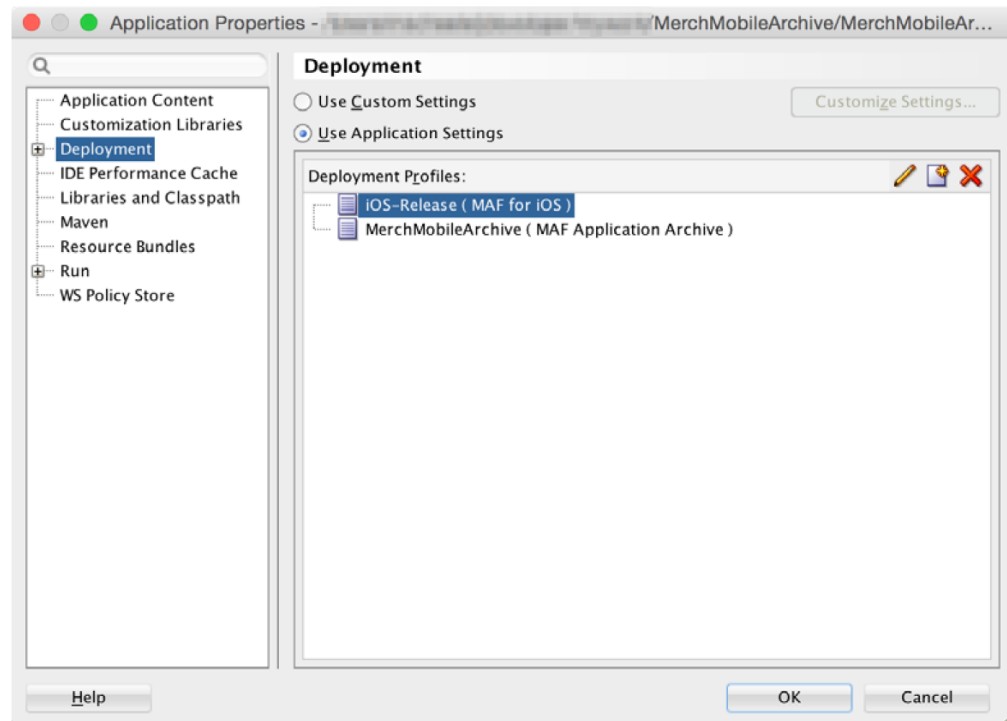 Application Properties - /MerchMobileArchive/MerchMobileAr...
Deployment
Application Content
Customization Libraries
Deployment
IDE Performance Cache
Libraries and Classpath
Maven
Resource Bundles
Run
WS Policy Store
Use Custom Settings
Customize Settings...
Use Application Settings
Deployment Profiles:
iOS-Release ( MAF for iOS )
MerchMobileArchive ( MAF Application Archive )
Help
OK
Cancel